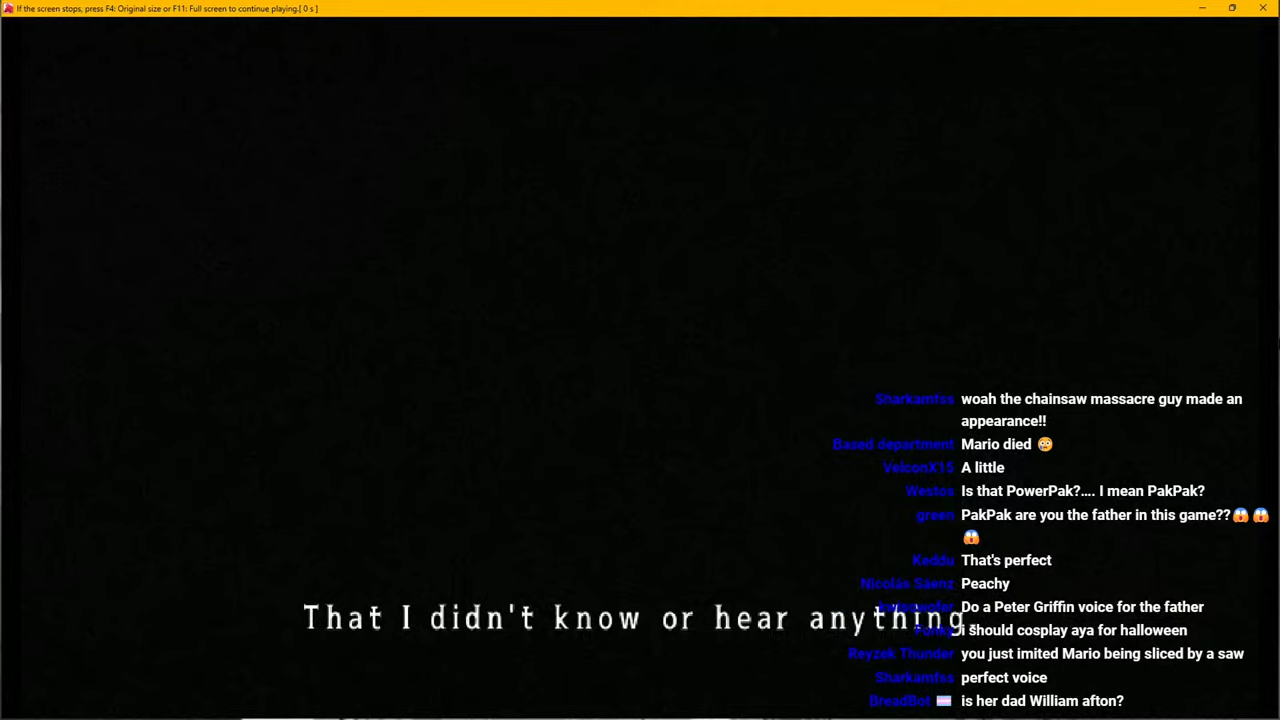 If the screen stops, press F4: Original size or F11: Full screen to continue playing.[ 0 s ]
Sharkamfss woah the chainsaw massacre guy made an
appearance!!
Based department Mario died 😳
VelconX15 A little
Westos Is that PowerPak?.... I mean PakPak?
green PakPak are you the father in this game??😱😱
😱
Keddu That's perfect
Nicolás Sáenz Peachy
Do a Peter Griffin voice for the father
That I didn't know or hear anything.
Funky i should cosplay aya for halloween
Reyzek Thunder you just imited Mario being sliced by a saw
Sharkamfss perfect voice
BreadBot is her dad William afton?